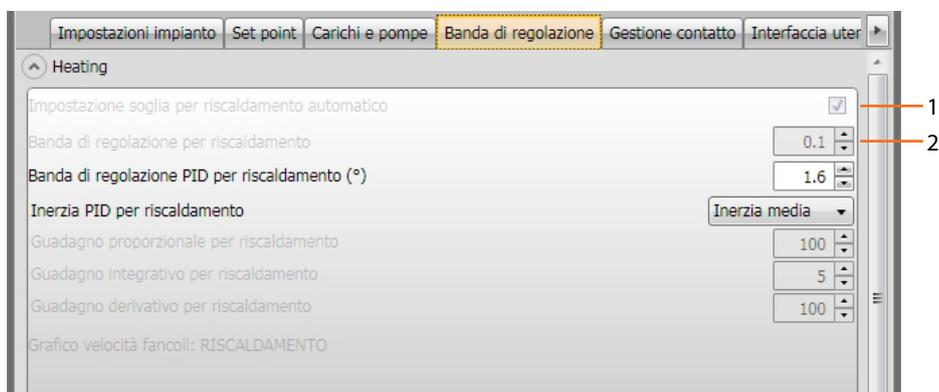 Impostazioni impianto Set point Carichi e pompe Banda di regolazione Gestione contatto Interfaccia uter
Heating
Impostazione soglia per riscaldamento automatico 1
Banda di regolazione per riscaldamento 0.1 2
Banda di regolazione PID per riscaldamento (°) 1.6
Inerzia PID per riscaldamento Inerzia media
Guadagno proporzionale per riscaldamento 100
Guadagno integrativo per riscaldamento 5
Guadagno derivativo per riscaldamento 100
Grafico velocità fancoil: RISCALDAMENTO